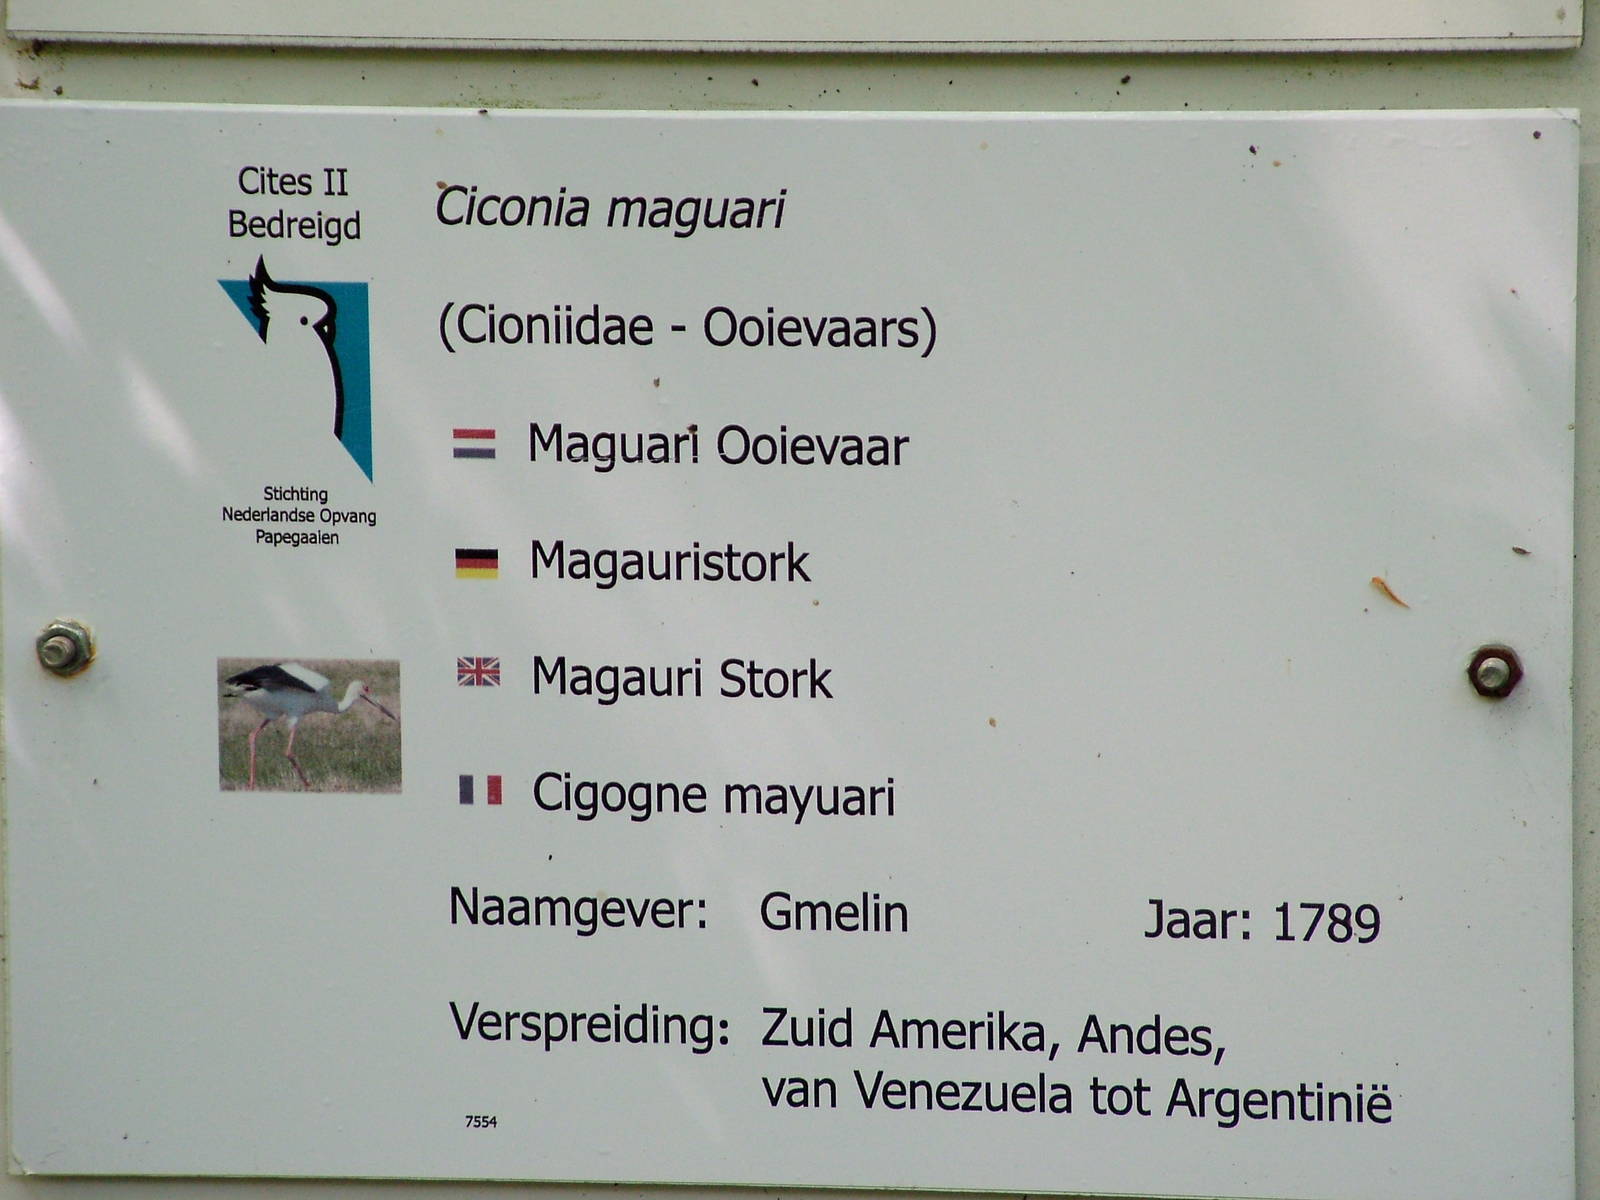 Cites II
Bedreigd
Stichting
Nederlandse Opvang
Papegaaien
Ciconia maguari
(Cioniidae - Ooievaars)
Maguari Ooievaar
Magauristork
Magauri Stork
Cigogne mayuari
Naamgever: Gmelin Jaar: 1789
Verspreiding: Zuid Amerika, Andes,
van Venezuela tot Argentinië
7554